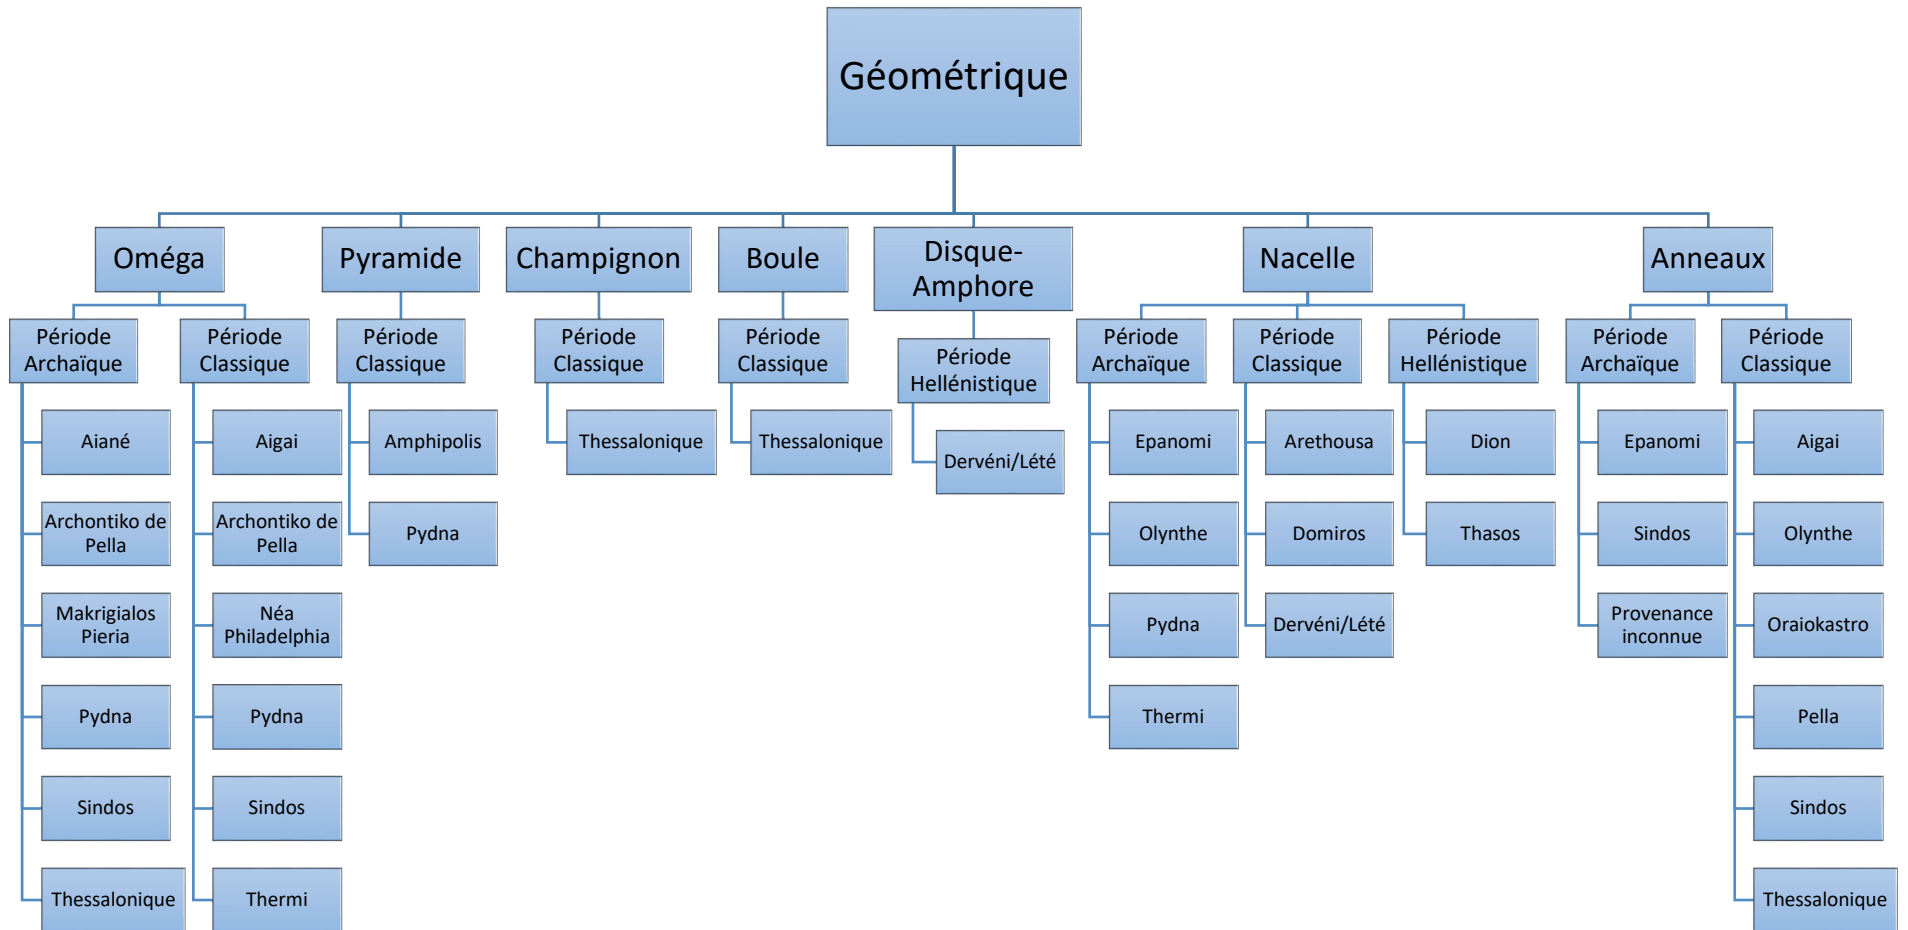 Géométrique
Oméga
Période
Archaïque
Aiané
Archontiko de
Pella
Makrigialos
Pieria
Pydna
Sindos
Thessalonique
Période
Classique
Aigai
Archontiko de
Pella
Néa
Philadelphia
Pydna
Sindos
Thermi
Pyramide
Période
Classique
Amphipolis
Pydna
Champignon
Période
Classique
Thessalonique
Boule
Période
Classique
Thessalonique
Disque-
Amphore
Période
Hellénistique
Dervéni/Lété
Nacelle
Période
Archaïque
Epanomi
Olynthe
Pydna
Thermi
Période
Classique
Arethousa
Domiros
Dervéni/Lété
Période
Hellénistique
Dion
Thasos
Anneaux
Période
Archaïque
Epanomi
Sindos
Provenance
inconnue
Période
Classique
Aigai
Olynthe
Oraiokastro
Pella
Sindos
Thessalonique